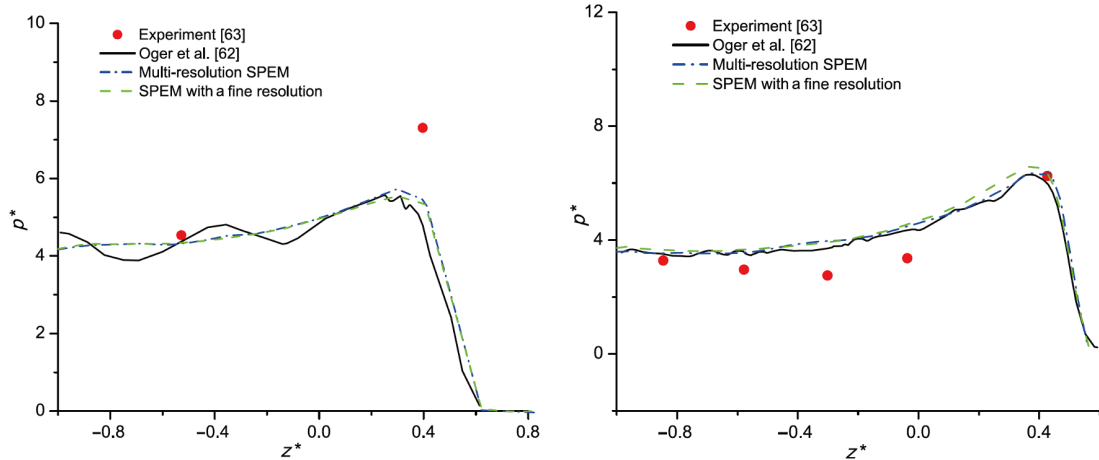 10
8
6
4
2
0
p*
Experiment [63]
Oger et al. [62]
Multi-resolution SPEM
SPEM with a fine resolution
−0.8
−0.4
0.0
0.4
0.8
z*
12
8
4
0
p*
Experiment [63]
Oger et al. [62]
Multi-resolution SPEM
SPEM with a fine resolution
−0.8
−0.4
0.0
0.4
z*